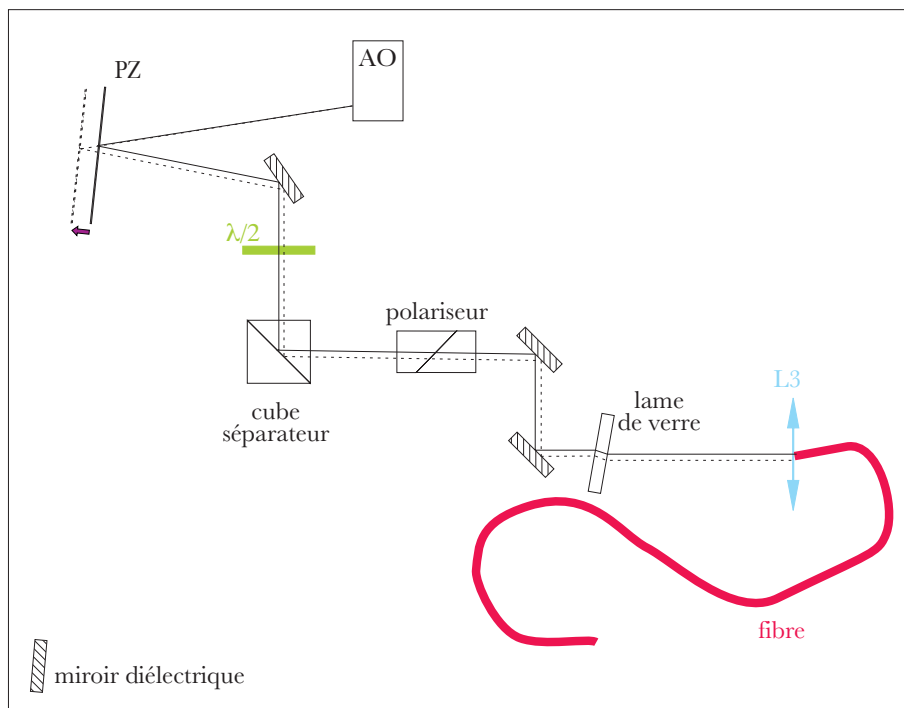 AO
PZ
λ/2
polariseur
cube
séparateur
lame
de verre
L3
fibre
miroir diélectrique